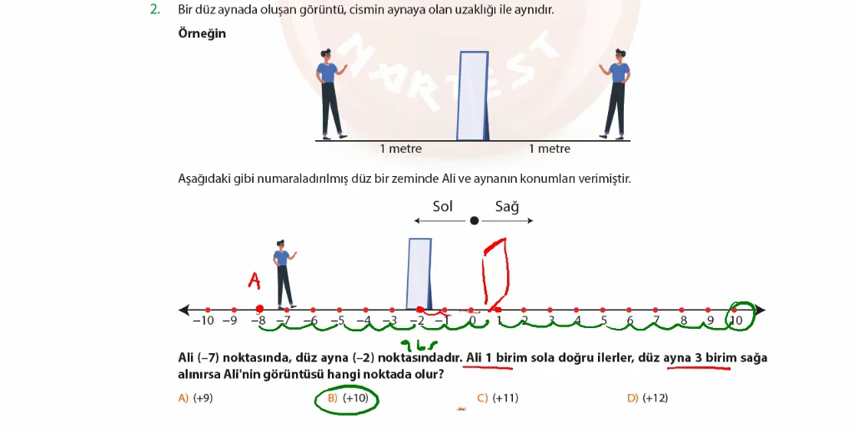 2. Bir düz aynada oluşan görüntü, cismin aynaya olan uzaklığı ile aynıdır.
Örneğin
NARTEST
1 metre 1 metre
Aşağıdaki gibi numaraladırılmış düz bir zeminde Ali ve aynanın konumları verimiştir.
Sol Sağ
A
-10 -9 -8 -7 -6 -5 -4 -3 -2 -1 0 1 2 3 4 5 6 7 8 9 10
9 br
Ali (-7) noktasında, düz ayna (-2) noktasındadır. Ali 1 birim sola doğru ilerler, düz ayna 3 birim sağa
alınırsa Ali'nin görüntüsü hangi noktada olur?
A) (+9) B) (+10) C) (+11) D) (+12)